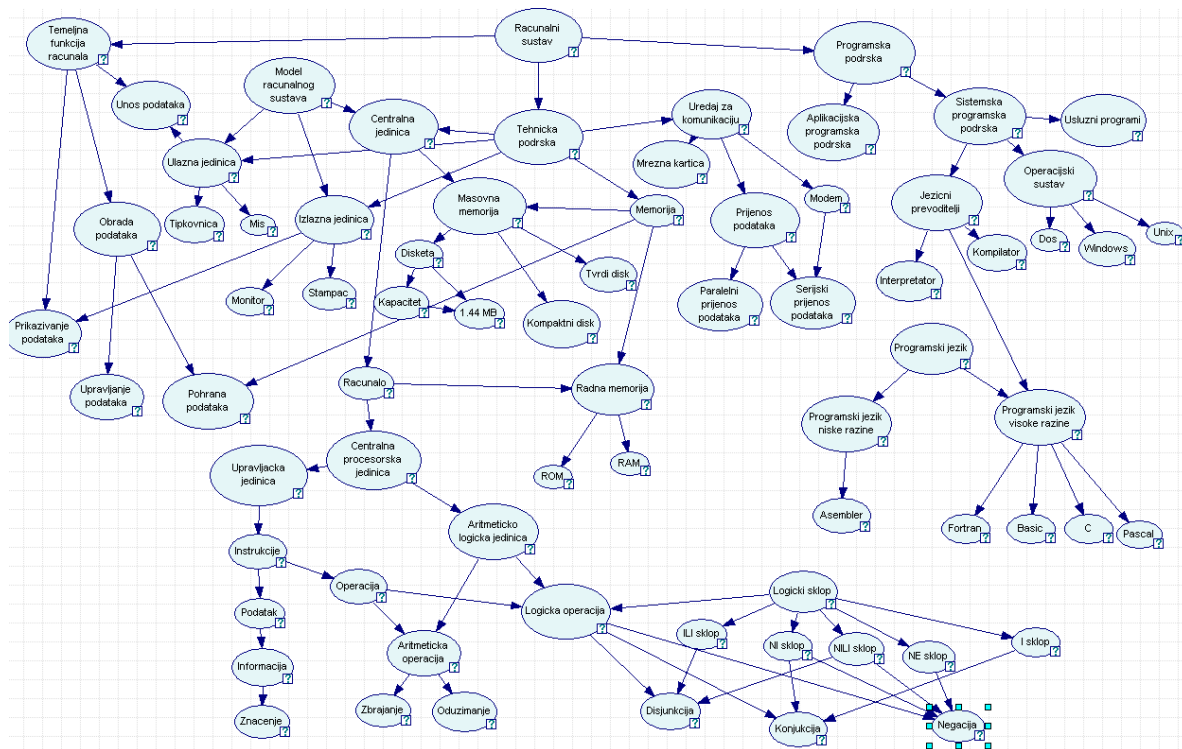 Temeljna
funkcija
racunala
?
Racunalni
sustav
?
Programska
podrska
?
Model
racunalnog
sustava
?
Unos podataka
?
Centralna
jedinica
?
Tehnicka
podrska
?
Uredaj za
komunikaciju
?
Aplikacijska
programska
podrska
?
Sistemska
programska
podrska
?
Usluzni programi
?
Ulazna jedinica
?
Mrezna kartica
?
Operacijski
sustav
?
Obrada
podataka
?
Tipkovnica
?
Mis
?
Izlazna jedinica
?
Masovna
memorija
?
Memorija
?
Prijenos
podataka
?
Modem
?
Jezicni
prevoditelji
?
Dos
?
Windows
?
Unix
?
Disketa
?
Tvrdi disk
?
Kompilator
?
Interpretator
?
Monitor
?
Stampac
?
Kapacitet
?
1.44 MB
?
Kompaktni disk
?
Paralelni
prijenos
podataka
?
Serijski
prijenos
podataka
?
Prikazivanje
podataka
?
Programski jezik
?
Upravljanje
podataka
?
Pohrana
podataka
?
Racunalo
?
Radna memorija
?
Programski jezik
niske razine
?
Programski jezik
visoke razine
?
Upravljacka
jedinica
?
Centralna
procesorska
jedinica
?
ROM
?
RAM
?
Asembler
?
Fortran
?
Basic
?
C
?
Pascal
?
Aritmeticko
logicka jedinica
?
Instrukcije
?
Operacija
?
Logicka operacija
?
Logicki sklop
?
Podatak
?
ILI sklop
?
NI sklop
?
NILI sklop
?
NE sklop
?
I sklop
?
Aritmeticka
operacija
?
Informacija
?
Zbrajanje
?
Oduzimanje
?
Disjunkcija
?
Konjukcija
?
Negacija
?
Znacenje
?